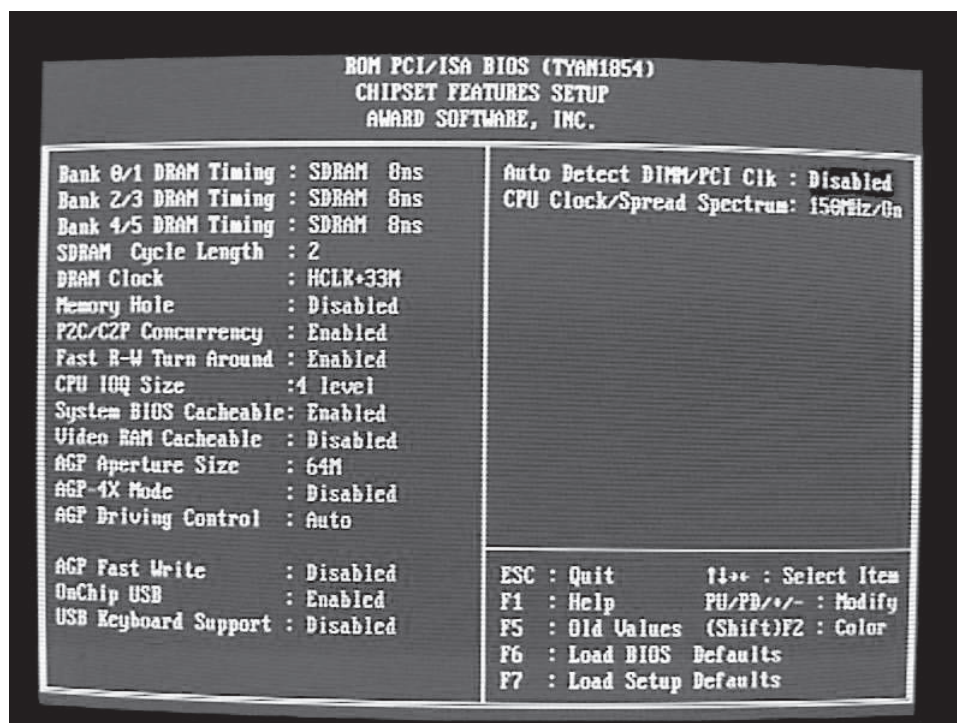 ROM PCI/ISA BIOS (TYAN1854)
CHIPSET FEATURES SETUP
AWARD SOFTWARE, INC.
Bank 0/1 DRAM Timing : SDRAM 8ns
Bank 2/3 DRAM Timing : SDRAM 8ns
Bank 4/5 DRAM Timing : SDRAM 8ns
SDRAM Cycle Length : 2
DRAM Clock : HCLK+33M
Memory Hole : Disabled
P2C/C2P Concurrency : Enabled
Fast R-W Turn Around : Enabled
CPU IOQ Size :4 level
System BIOS Cacheable: Enabled
Video RAM Cacheable : Disabled
AGP Aperture Size : 64M
AGP-4X Mode : Disabled
AGP Driving Control : Auto
AGP Fast Write : Disabled
OnChip USB : Enabled
USB Keyboard Support : Disabled
Auto Detect DIMM/PCI Clk : Disabled
CPU Clock/Spread Spectrum: 150MHz/On
ESC : Quit ↑↓→← : Select Item
F1 : Help PU/PD/+/- : Modify
F5 : Old Values (Shift)F2 : Color
F6 : Load BIOS Defaults
F7 : Load Setup Defaults